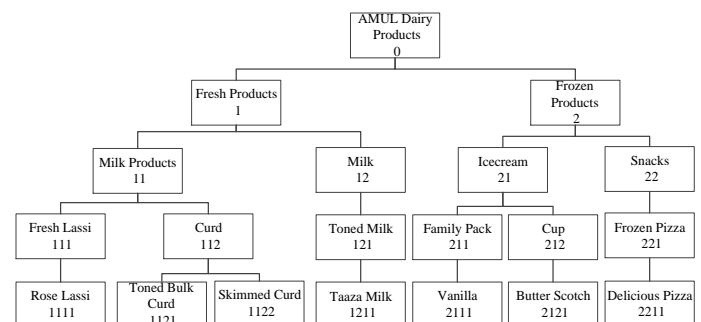 AMUL Dairy
Products
0
Fresh Products
1
Frozen
Products
2
Milk Products
11
Milk
12
Icecream
21
Snacks
22
Fresh Lassi
111
Curd
112
Toned Milk
121
Family Pack
211
Cup
212
Frozen Pizza
221
Rose Lassi
1111
Toned Bulk
Curd
1121
Skimmed Curd
1122
Taaza Milk
1211
Vanilla
2111
Butter Scotch
2121
Delicious Pizza
2211